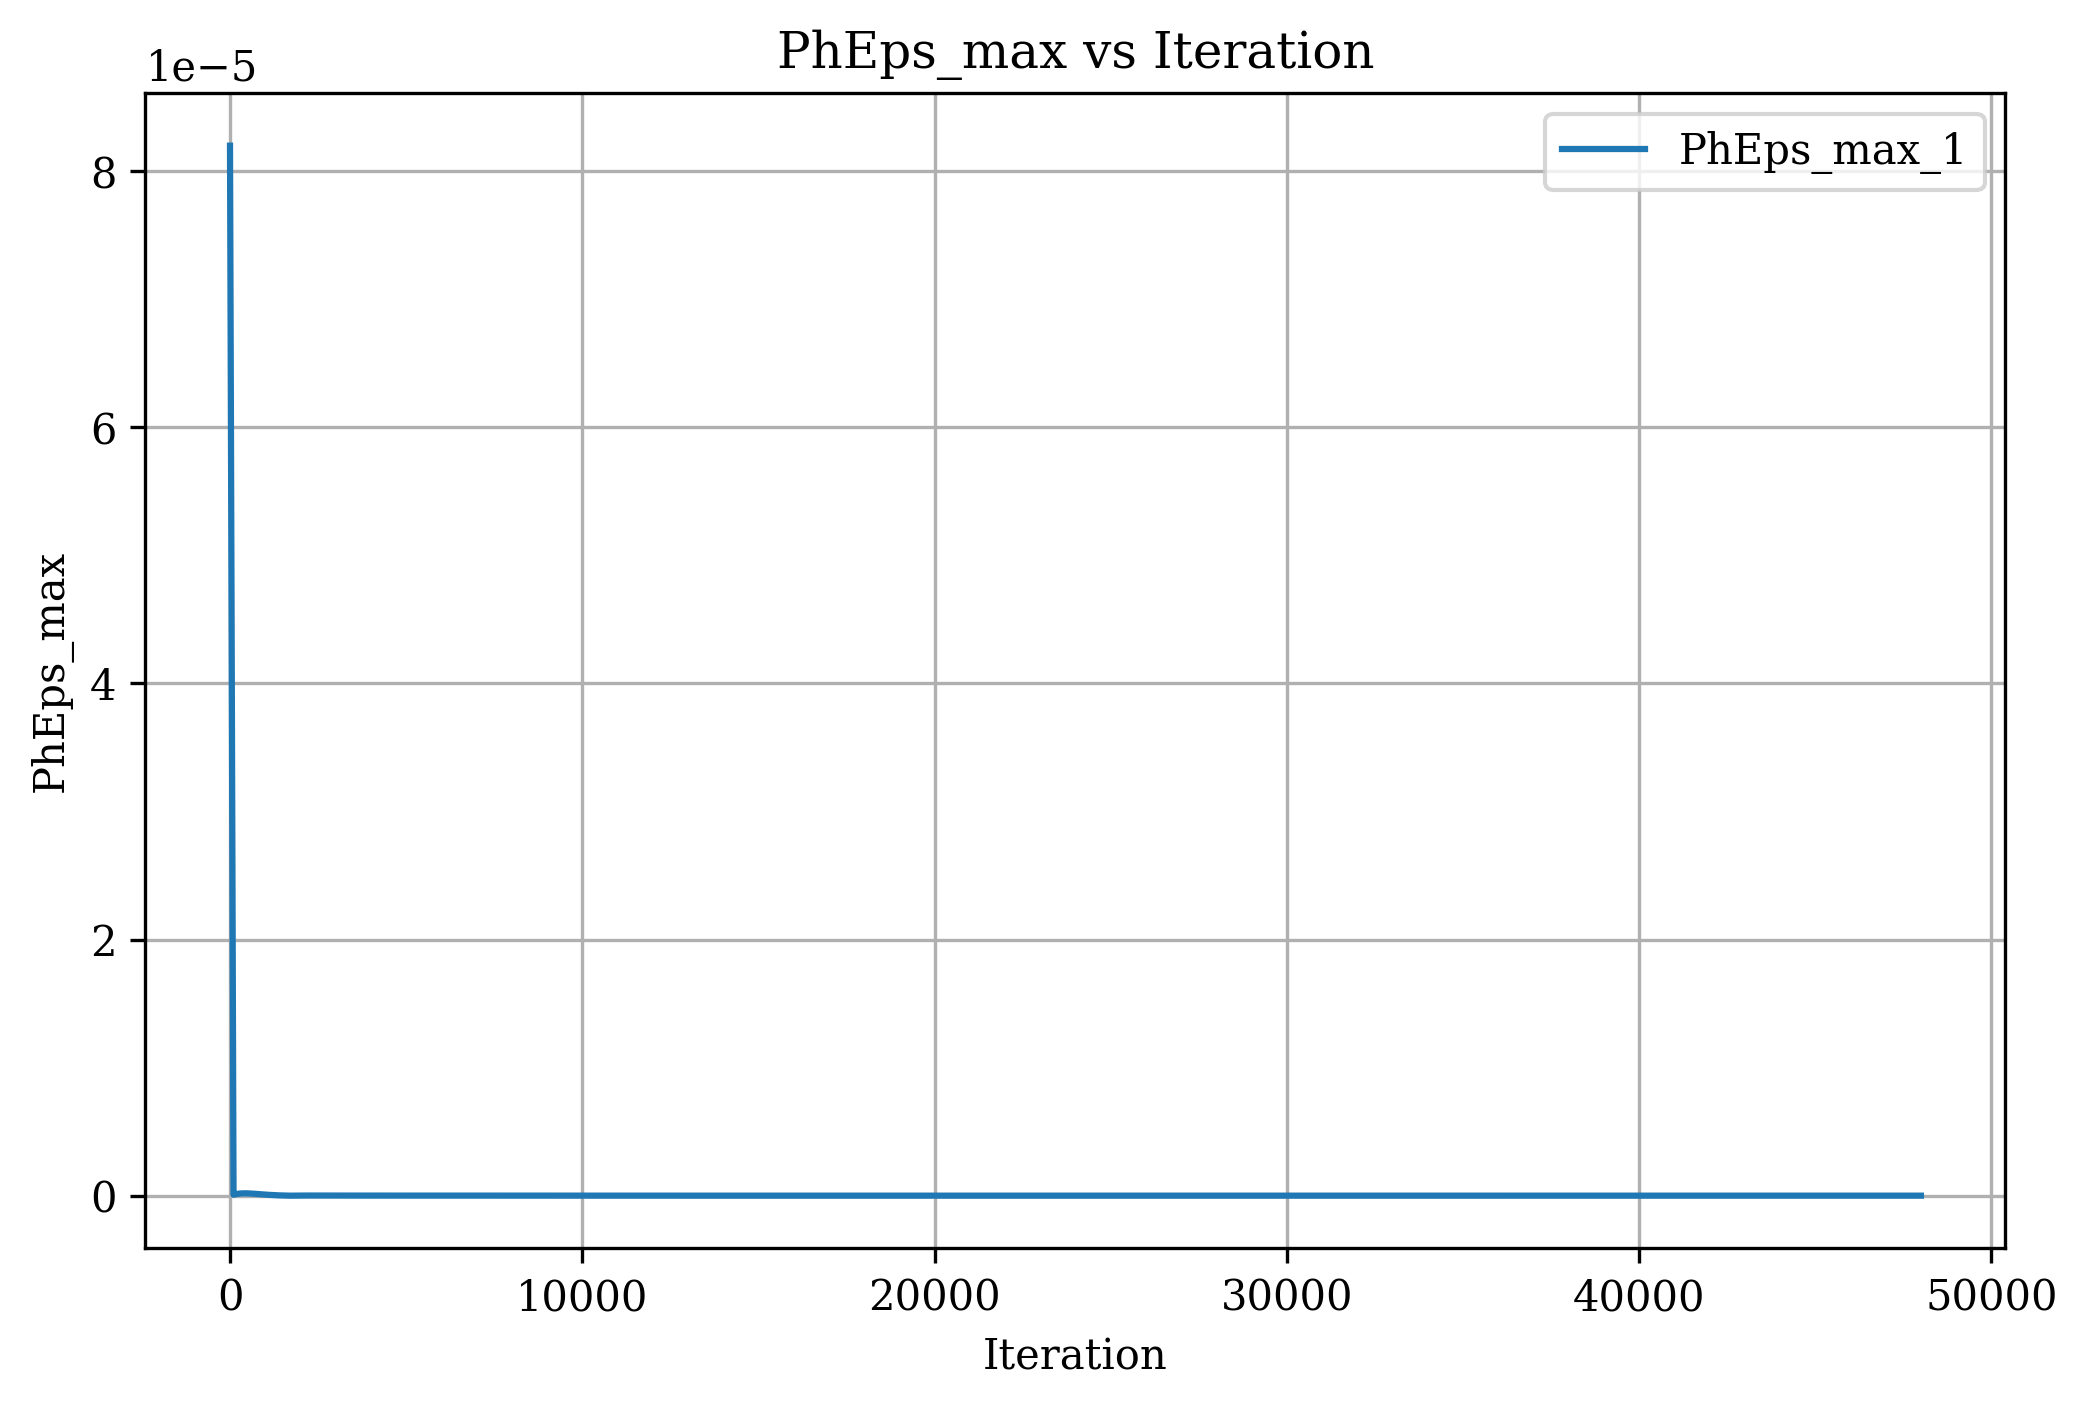 PhEps_max vs Iteration
1e−5
PhEps_max_1
8
6
4
2
0
PhEps_max
0 10000 20000 30000 40000 50000
Iteration